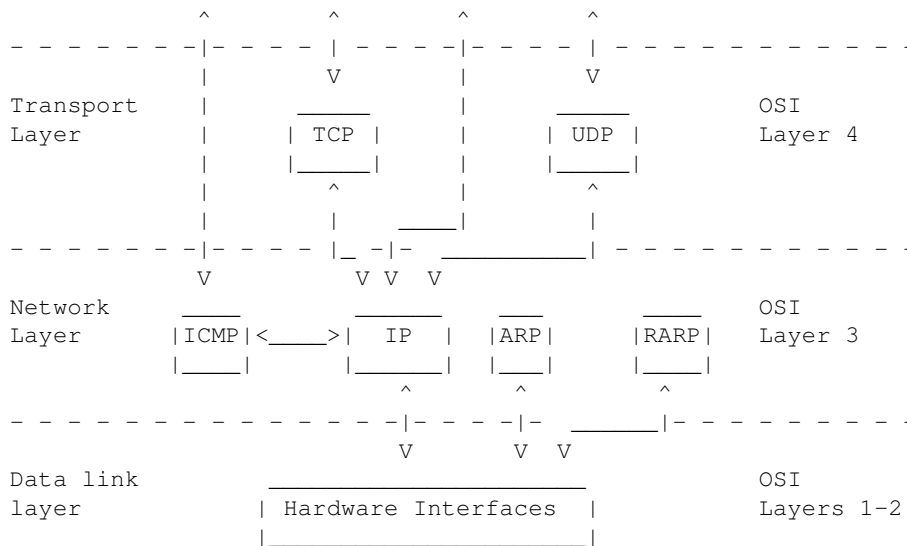 Transport OSI
Layer | TCP | | UDP | Layer 4
Network OSI
Layer |ICMP|<____>| IP | |ARP| |RARP| Layer 3
Data link OSI
layer | Hardware Interfaces | Layers 1-2